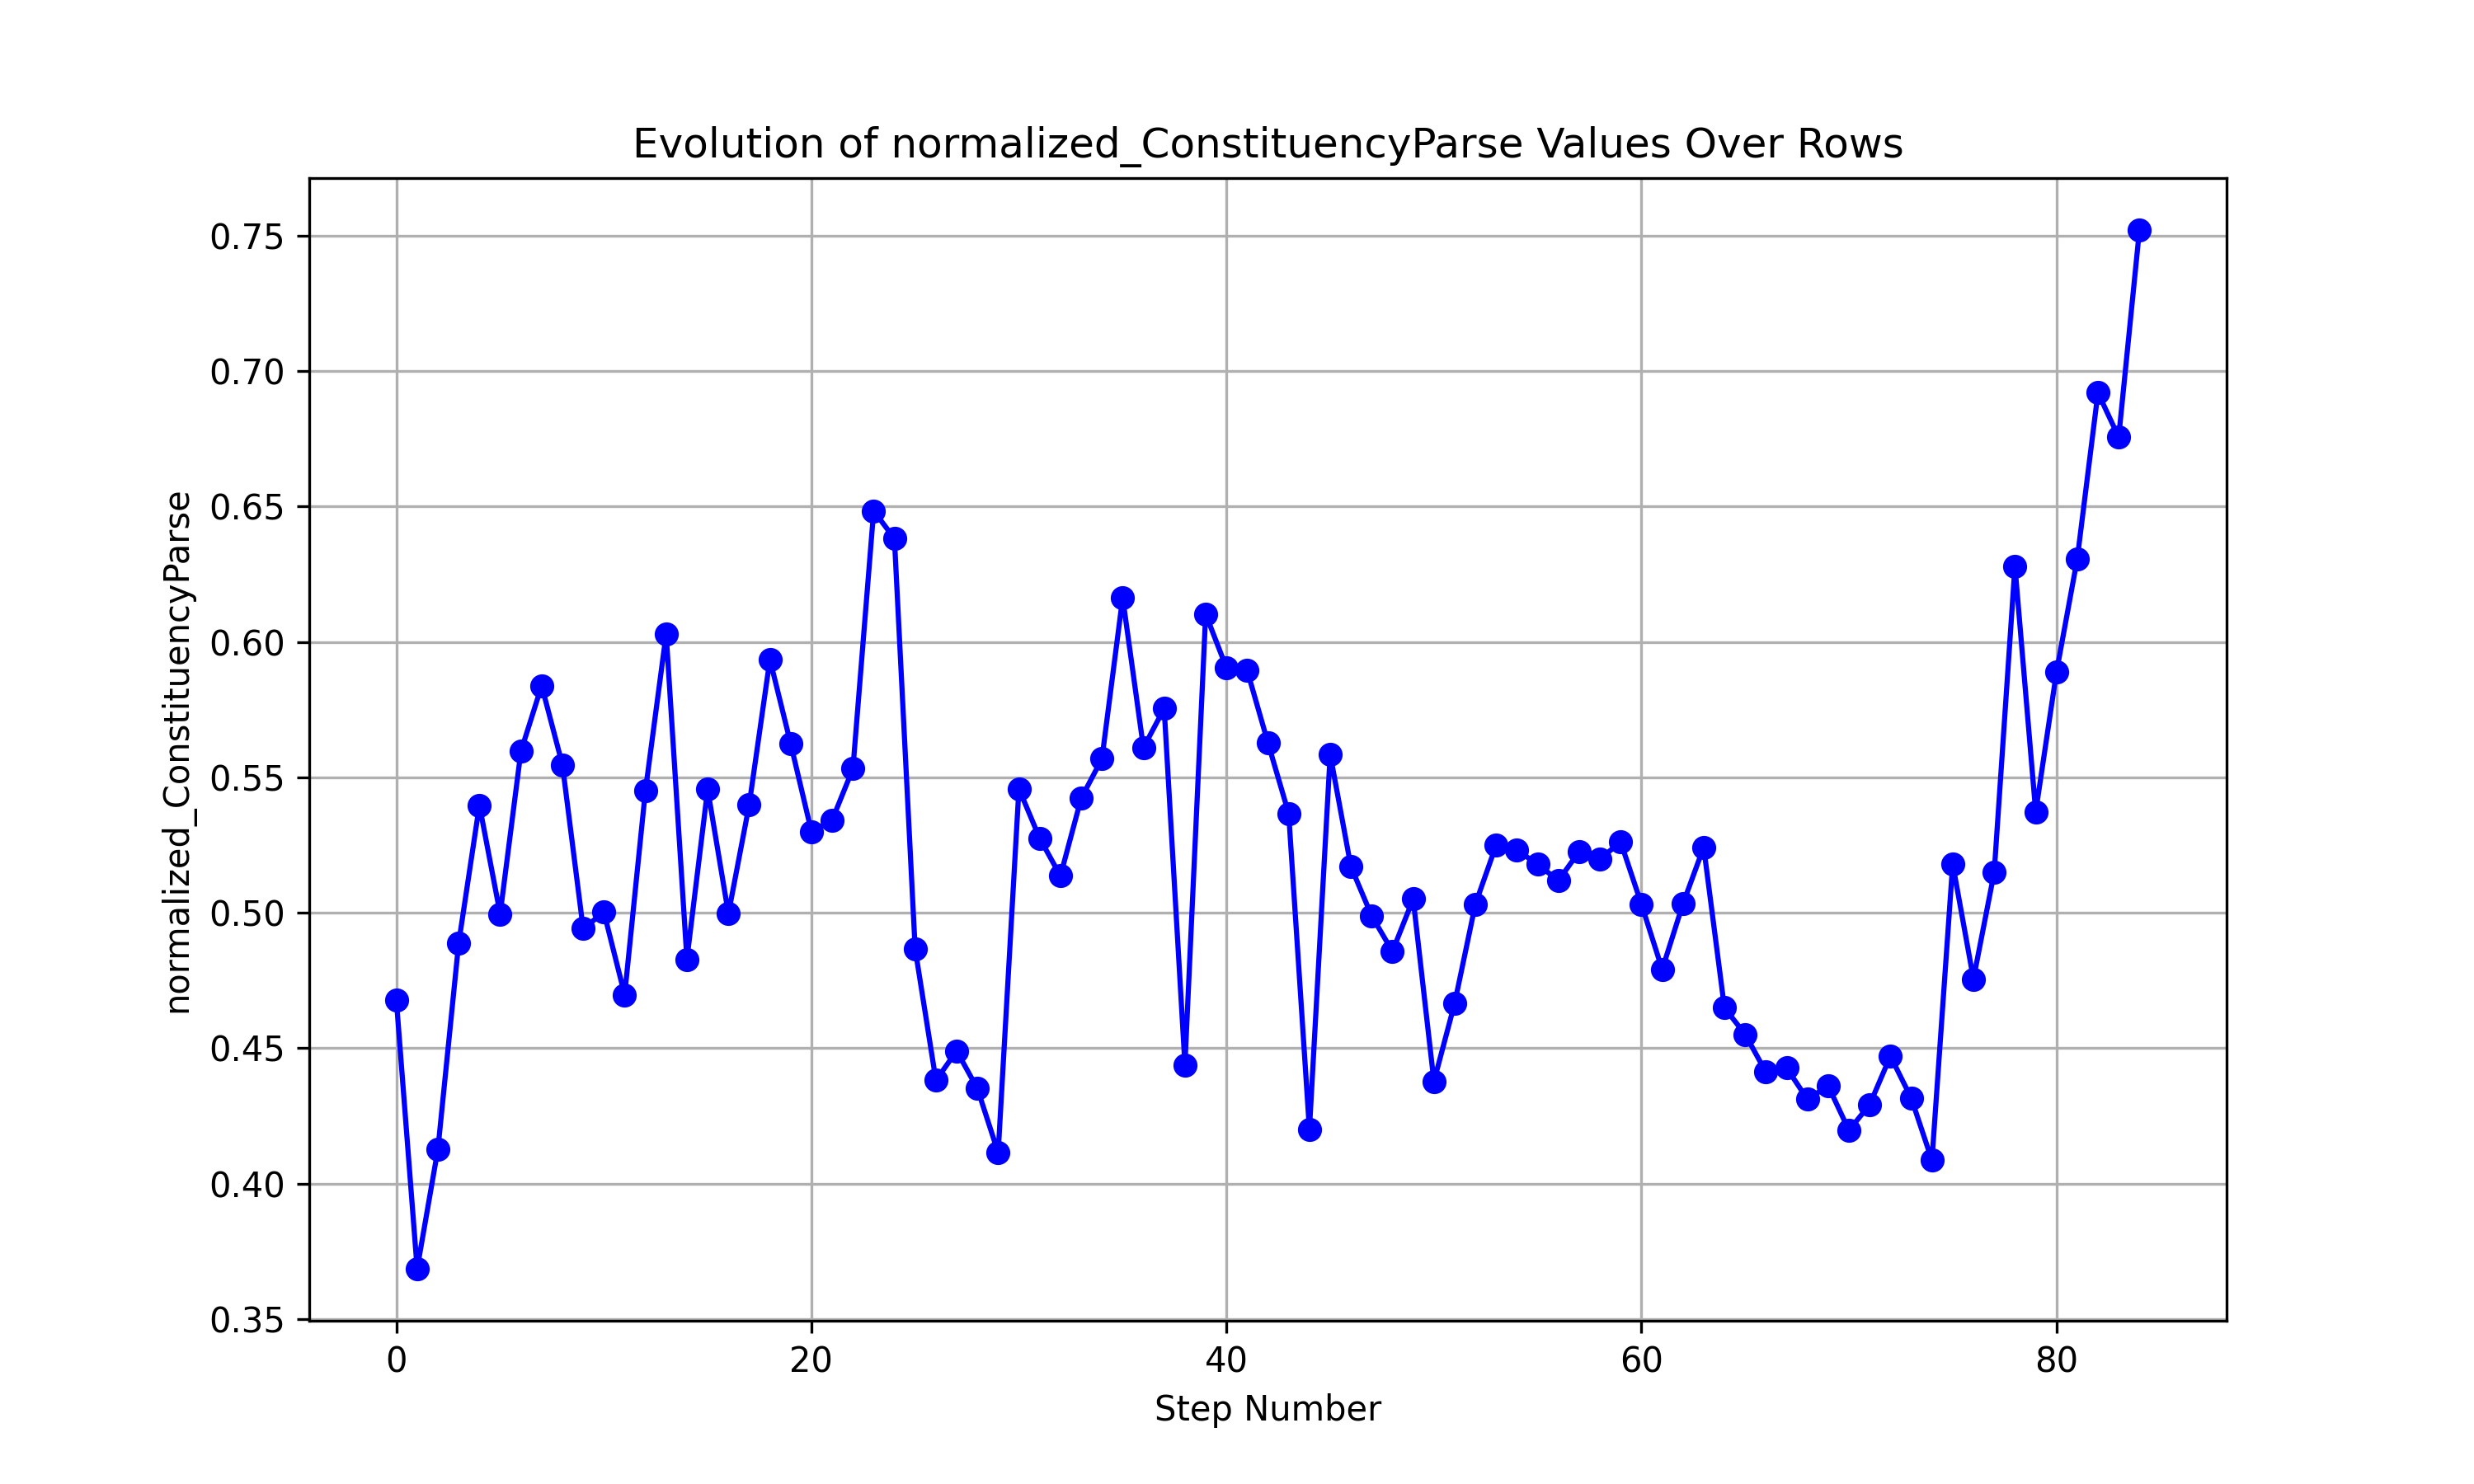 Evolution of normalized_ConstituencyParse Values Over Rows
normalized_ConstituencyParse
0.75
0.70
0.65
0.60
0.55
0.50
0.45
0.40
0.35
0 20 40 60 80
Step Number